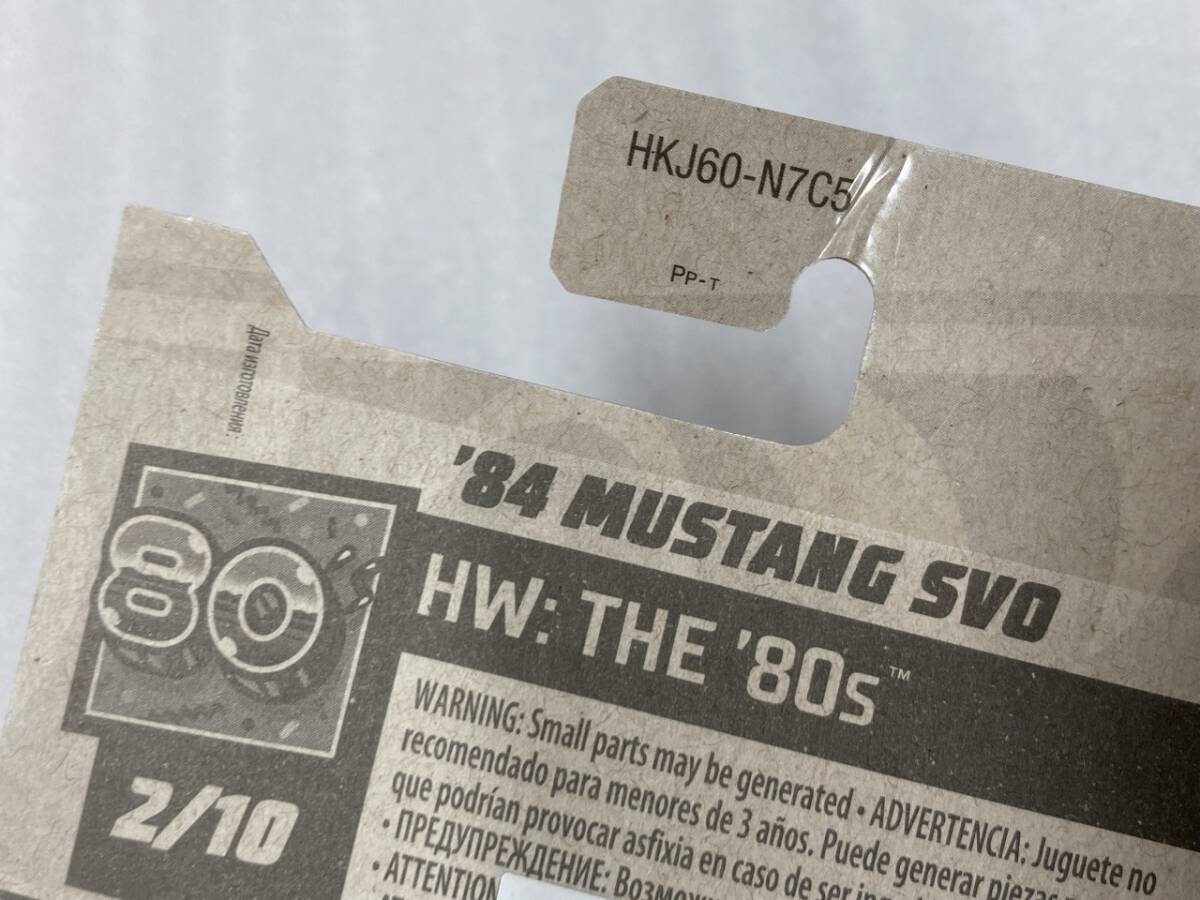 HKJ60-N7C5
PP-T
Дата изготовления:
'84 MUSTANG SVO
80's
HW: THE '80s™
2/10
WARNING: Small parts may be generated • ADVERTENCIA: Juguete no
recomendado para menores de 3 años. Puede generar piezas
que podrían provocar asfixia en caso de ser
• ПРЕДУПРЕЖДЕНИЕ:
• ATTENTION